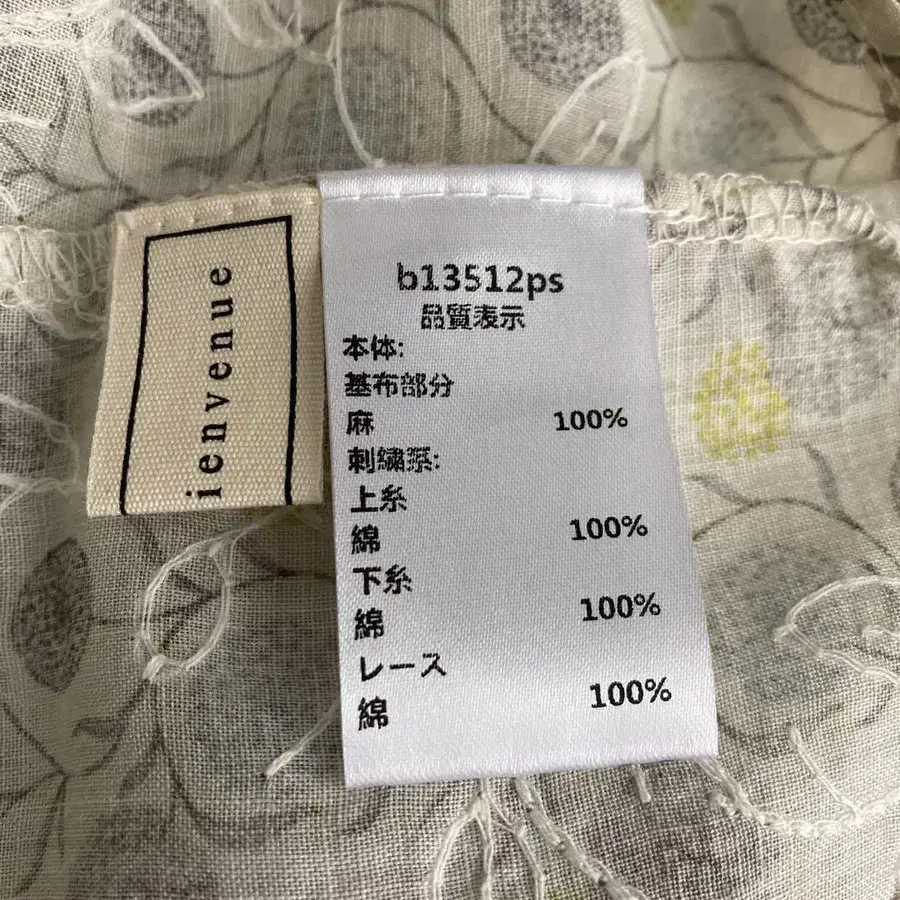 ienvenue
b13512ps
品質表示
本体:
基布部分
麻 100%
刺繍系:
上糸
綿 100%
下糸
綿 100%
レース
綿 100%